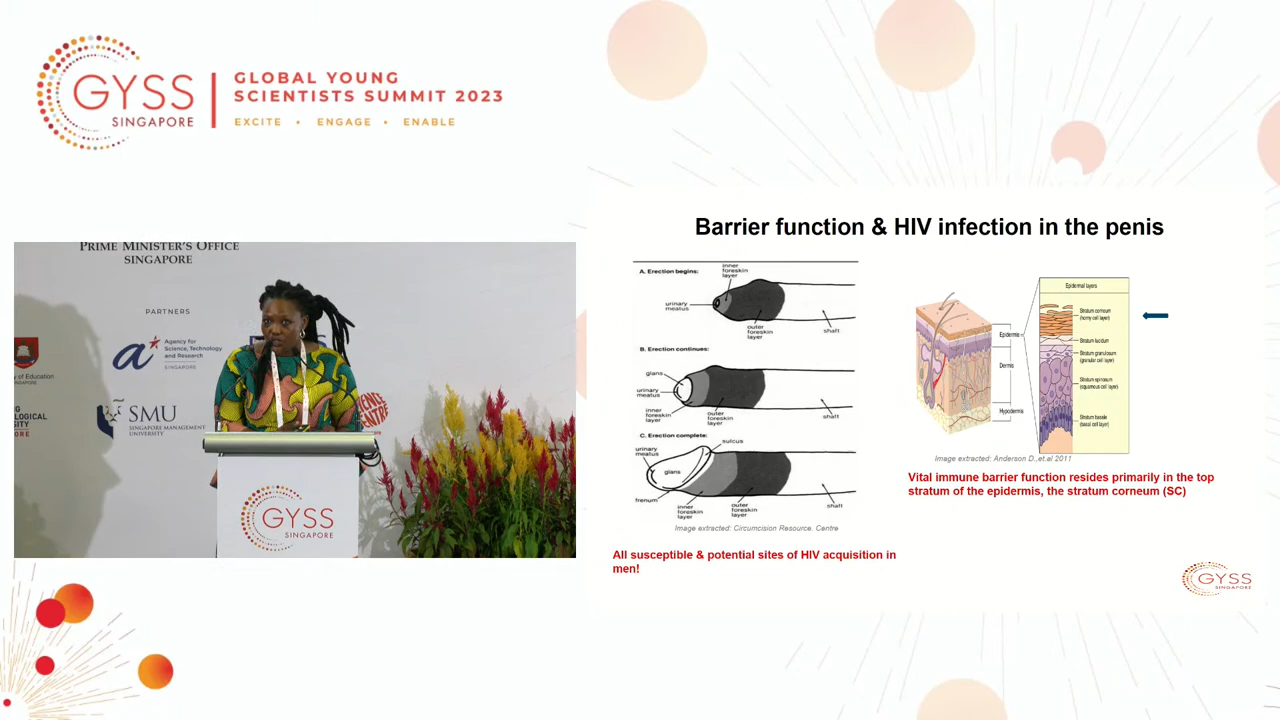 GYSS
SINGAPORE
GLOBAL YOUNG
SCIENTISTS SUMMIT 2023
EXCITE • ENGAGE • ENABLE
PRIME MINISTER'S OFFICE
SINGAPORE
PARTNERS
Agency for
Science, Technology
and Research
SINGAPORE
y of Education
SMU
SINGAPORE MANAGEMENT
UNIVERSITY
GYSS
SINGAPORE
Barrier function & HIV infection in the penis
A. Erection begins:
inner
foreskin
layer
urinary
meatus
outer
foreskin
layer
shaft
B. Erection continues:
glans
urinary
meatus
inner
foreskin
layer
outer
foreskin
layer
shaft
C. Erection complete:
sulcus
urinary
meatus
glans
frenum
inner
foreskin
layer
outer
foreskin
layer
shaft
Image extracted: Circumcision Resource. Centre
All susceptible & potential sites of HIV acquisition in
men!
Epidermis
Dermis
Hypodermis
Epidermal layers
Stratum corneum
(horny cell layer)
Stratum lucidum
Stratum granulosum
(granular cell layer)
Stratum spinosum
(squamous cell layer)
Stratum basale
(basal cell layer)
Image extracted: Anderson D.,et.al 2011
Vital immune barrier function resides primarily in the top
stratum of the epidermis, the stratum corneum (SC)
GYSS
SINGAPORE